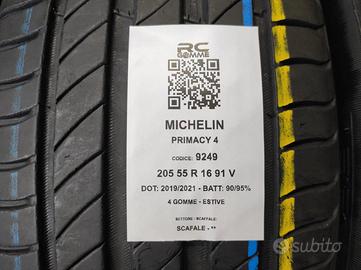 RC
GOMME
MICHELIN
PRIMACY 4
CODICE: 9249
205 55 R 16 91 V
DOT: 2019/2021 - BATT: 90/95%
4 GOMME - ESTIVE
SETTORE: - SCAFFALE:
SCAFALE - **
subito